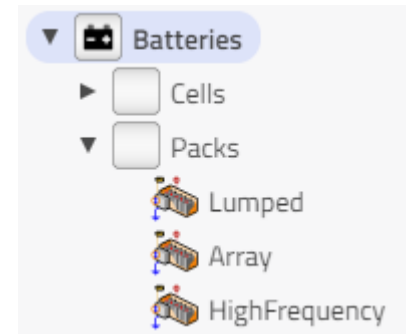 Batteries
Cells
Packs
Lumped
Array
HighFrequency